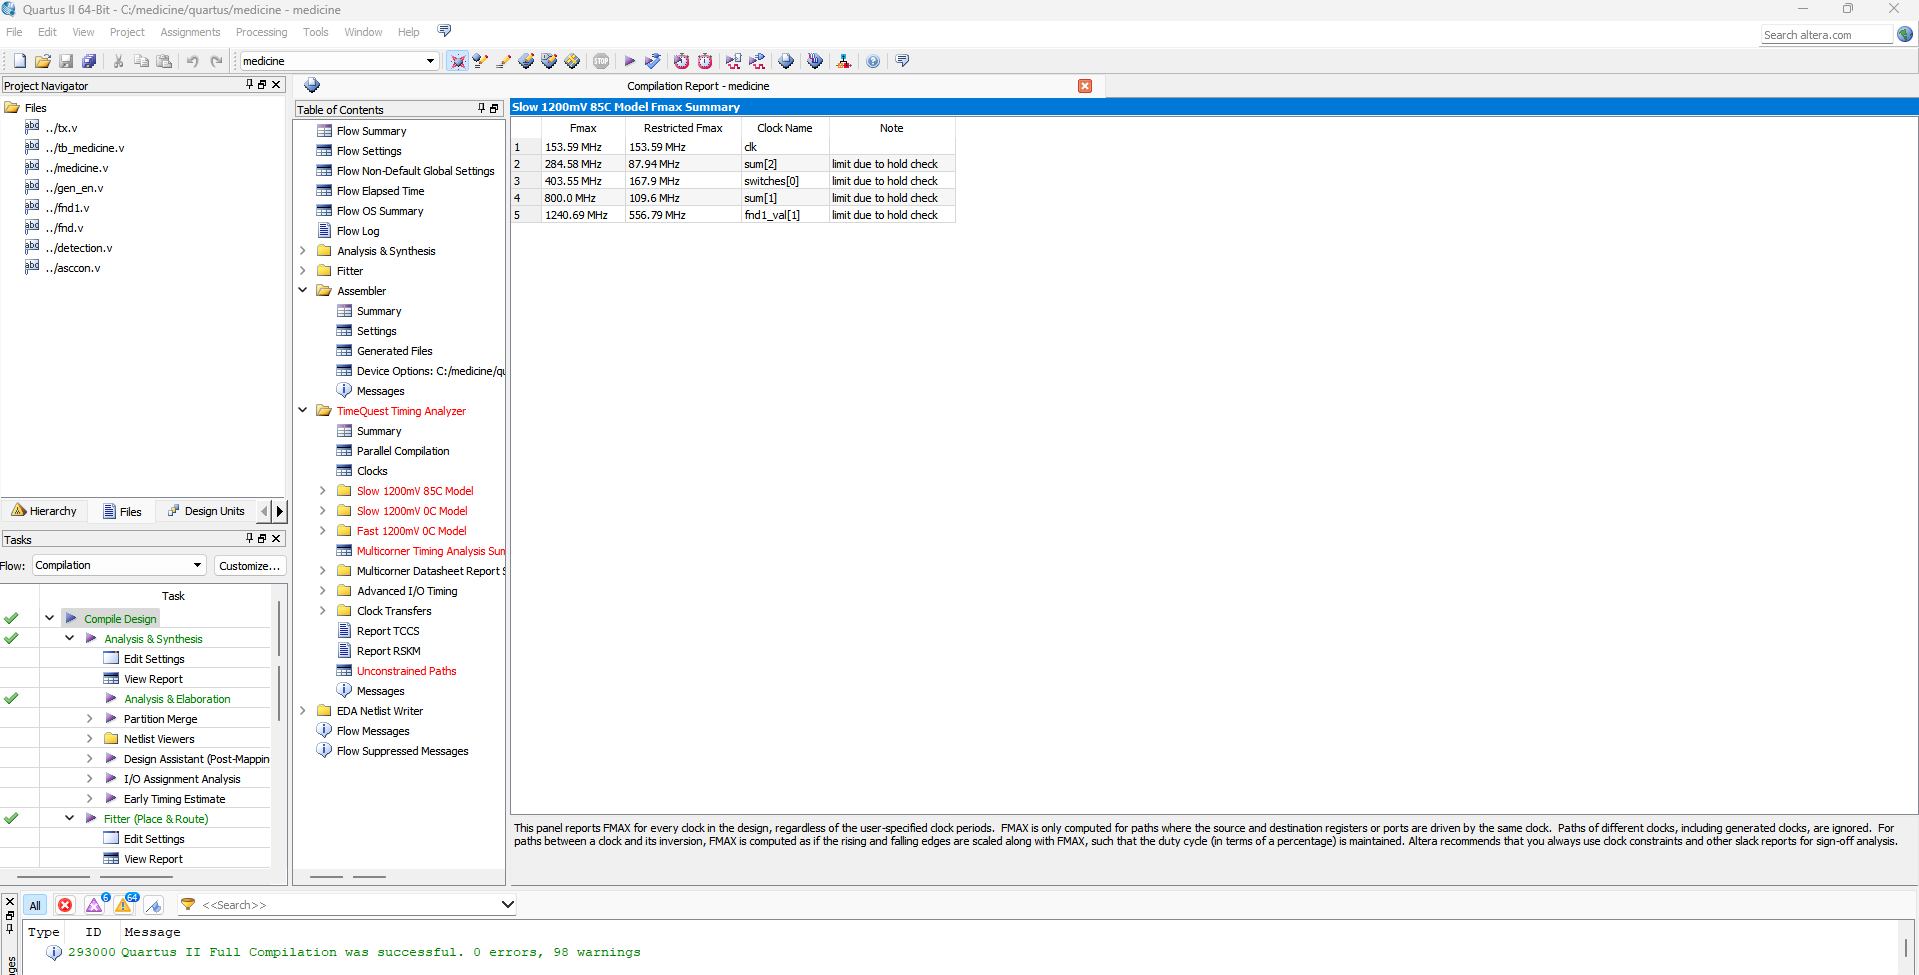 Quartus II 64-Bit - C:/medicine/quartus/medicine - medicine
File Edit View Project Assignments Processing Tools Window Help
Search altera.com
medicine
STOP
Project Navigator
Files
../tx.v
../tb_medicine.v
../medicine.v
../gen_en.v
../fnd1.v
../fnd.v
../detection.v
../asccon.v
Hierarchy Files Design Units
Tasks
Flow: Compilation Customize...
Task
Compile Design
Analysis & Synthesis
Edit Settings
View Report
Analysis & Elaboration
Partition Merge
Netlist Viewers
Design Assistant (Post-Mappin
I/O Assignment Analysis
Early Timing Estimate
Fitter (Place & Route)
Edit Settings
View Report
Compilation Report - medicine
Table of Contents
Flow Summary
Flow Settings
Flow Non-Default Global Settings
Flow Elapsed Time
Flow OS Summary
Flow Log
Analysis & Synthesis
Fitter
Assembler
Summary
Settings
Generated Files
Device Options: C:/medicine/qu
Messages
TimeQuest Timing Analyzer
Summary
Parallel Compilation
Clocks
Slow 1200mV 85C Model
Slow 1200mV 0C Model
Fast 1200mV 0C Model
Multicorner Timing Analysis Sum
Multicorner Datasheet Report S
Advanced I/O Timing
Clock Transfers
Report TCCS
Report RSKM
Unconstrained Paths
Messages
EDA Netlist Writer
Flow Messages
Flow Suppressed Messages
Slow 1200mV 85C Model Fmax Summary
Fmax Restricted Fmax Clock Name Note
1 153.59 MHz 153.59 MHz clk
2 284.58 MHz 87.94 MHz sum[2] limit due to hold check
3 403.55 MHz 167.9 MHz switches[0] limit due to hold check
4 800.0 MHz 109.6 MHz sum[1] limit due to hold check
5 1240.69 MHz 556.79 MHz fnd1_val[1] limit due to hold check
This panel reports FMAX for every clock in the design, regardless of the user-specified clock periods. FMAX is only computed for paths where the source and destination registers or ports are driven by the same clock. Paths of different clocks, including generated clocks, are ignored. For
paths between a clock and its inversion, FMAX is computed as if the rising and falling edges are scaled along with FMAX, such that the duty cycle (in terms of a percentage) is maintained. Altera recommends that you always use clock constraints and other slack reports for sign-off analysis.
All 6 64 <<Search>>
Type ID Message
293000 Quartus II Full Compilation was successful. 0 errors, 98 warnings
ges